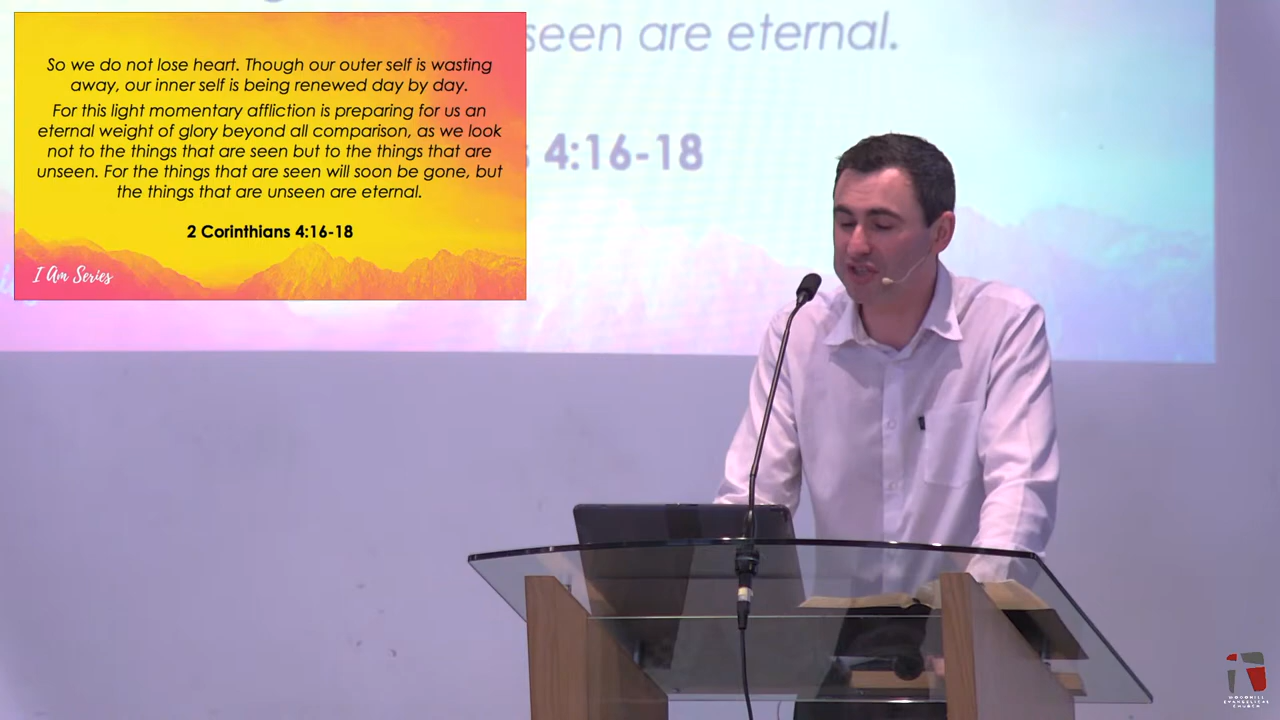 So we do not lose heart. Though our outer self is wasting
away, our inner self is being renewed day by day.
For this light momentary affliction is preparing for us an
eternal weight of glory beyond all comparison, as we look
not to the things that are seen but to the things that are
unseen. For the things that are seen will soon be gone, but
the things that are unseen are eternal.
2 Corinthians 4:16-18
I Am Series
seen are eternal.
4:16-18
WOODHILL
EVANGELICAL
CHURCH